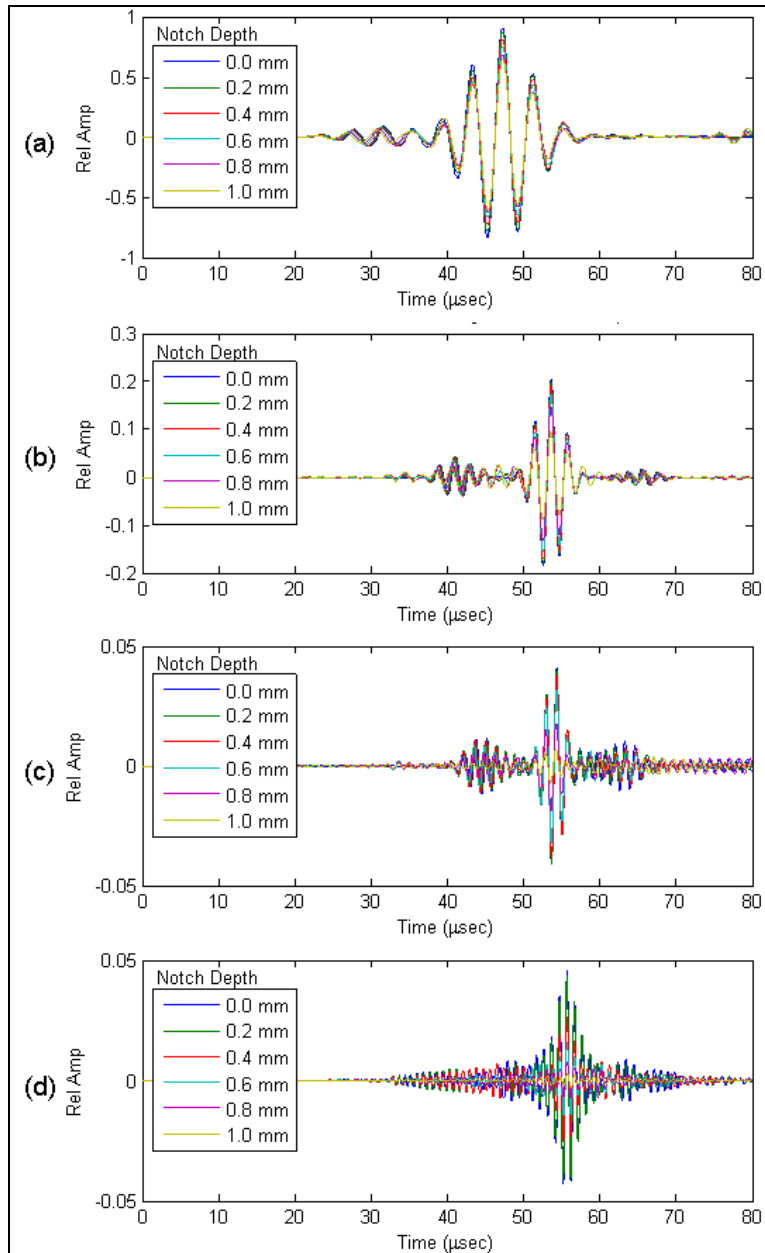 (a)
Rel Amp
1
0.5
0
-0.5
-1
Notch Depth
0.0 mm
0.2 mm
0.4 mm
0.6 mm
0.8 mm
1.0 mm
0 10 20 30 40 50 60 70 80
Time (μsec)
(b)
Rel Amp
0.3
0.2
0.1
0
-0.1
-0.2
Notch Depth
0.0 mm
0.2 mm
0.4 mm
0.6 mm
0.8 mm
1.0 mm
0 10 20 30 40 50 60 70 80
Time (μsec)
(c)
Rel Amp
0.05
0
-0.05
Notch Depth
0.0 mm
0.2 mm
0.4 mm
0.6 mm
0.8 mm
1.0 mm
0 10 20 30 40 50 60 70 80
Time (μsec)
(d)
Rel Amp
0.05
0
-0.05
Notch Depth
0.0 mm
0.2 mm
0.4 mm
0.6 mm
0.8 mm
1.0 mm
0 10 20 30 40 50 60 70 80
Time (μsec)